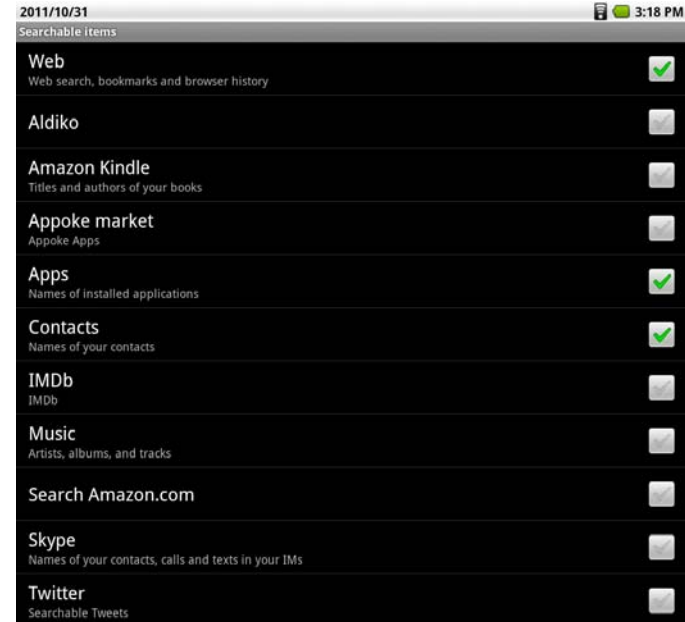 2011/10/31 3:18 PM
Searchable items
Web
Web search, bookmarks and browser history
Aldiko
Amazon Kindle
Titles and authors of your books
Appoke market
Appoke Apps
Apps
Names of installed applications
Contacts
Names of your contacts
IMDb
IMDb
Music
Artists, albums, and tracks
Search Amazon.com
Skype
Names of your contacts, calls and texts in your IMs
Twitter
Searchable Tweets